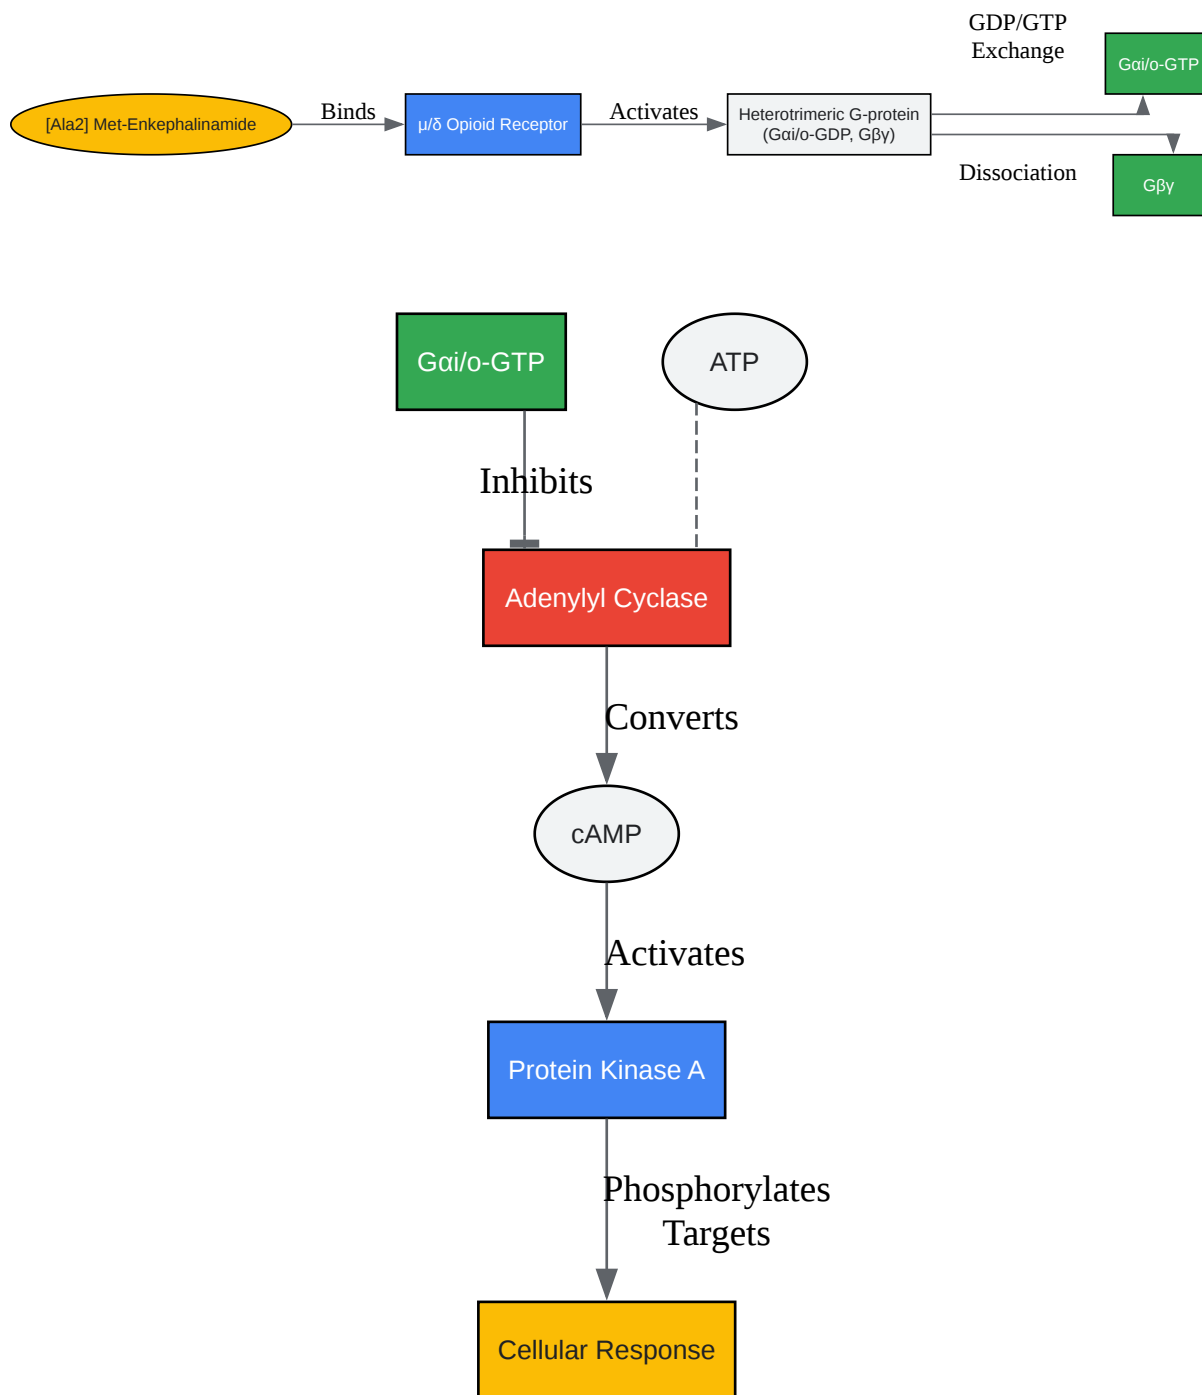 GDP/GTP
Exchange
Gαi/o-GTP
[Ala2] Met-Enkephalinamide
Binds
μ/δ Opioid Receptor
Activates
Heterotrimeric G-protein
(Gαi/o-GDP, Gβγ)
Dissociation
Gβγ
Gαi/o-GTP
ATP
Inhibits
Adenylyl Cyclase
Converts
cAMP
Activates
Protein Kinase A
Phosphorylates
Targets
Cellular Response